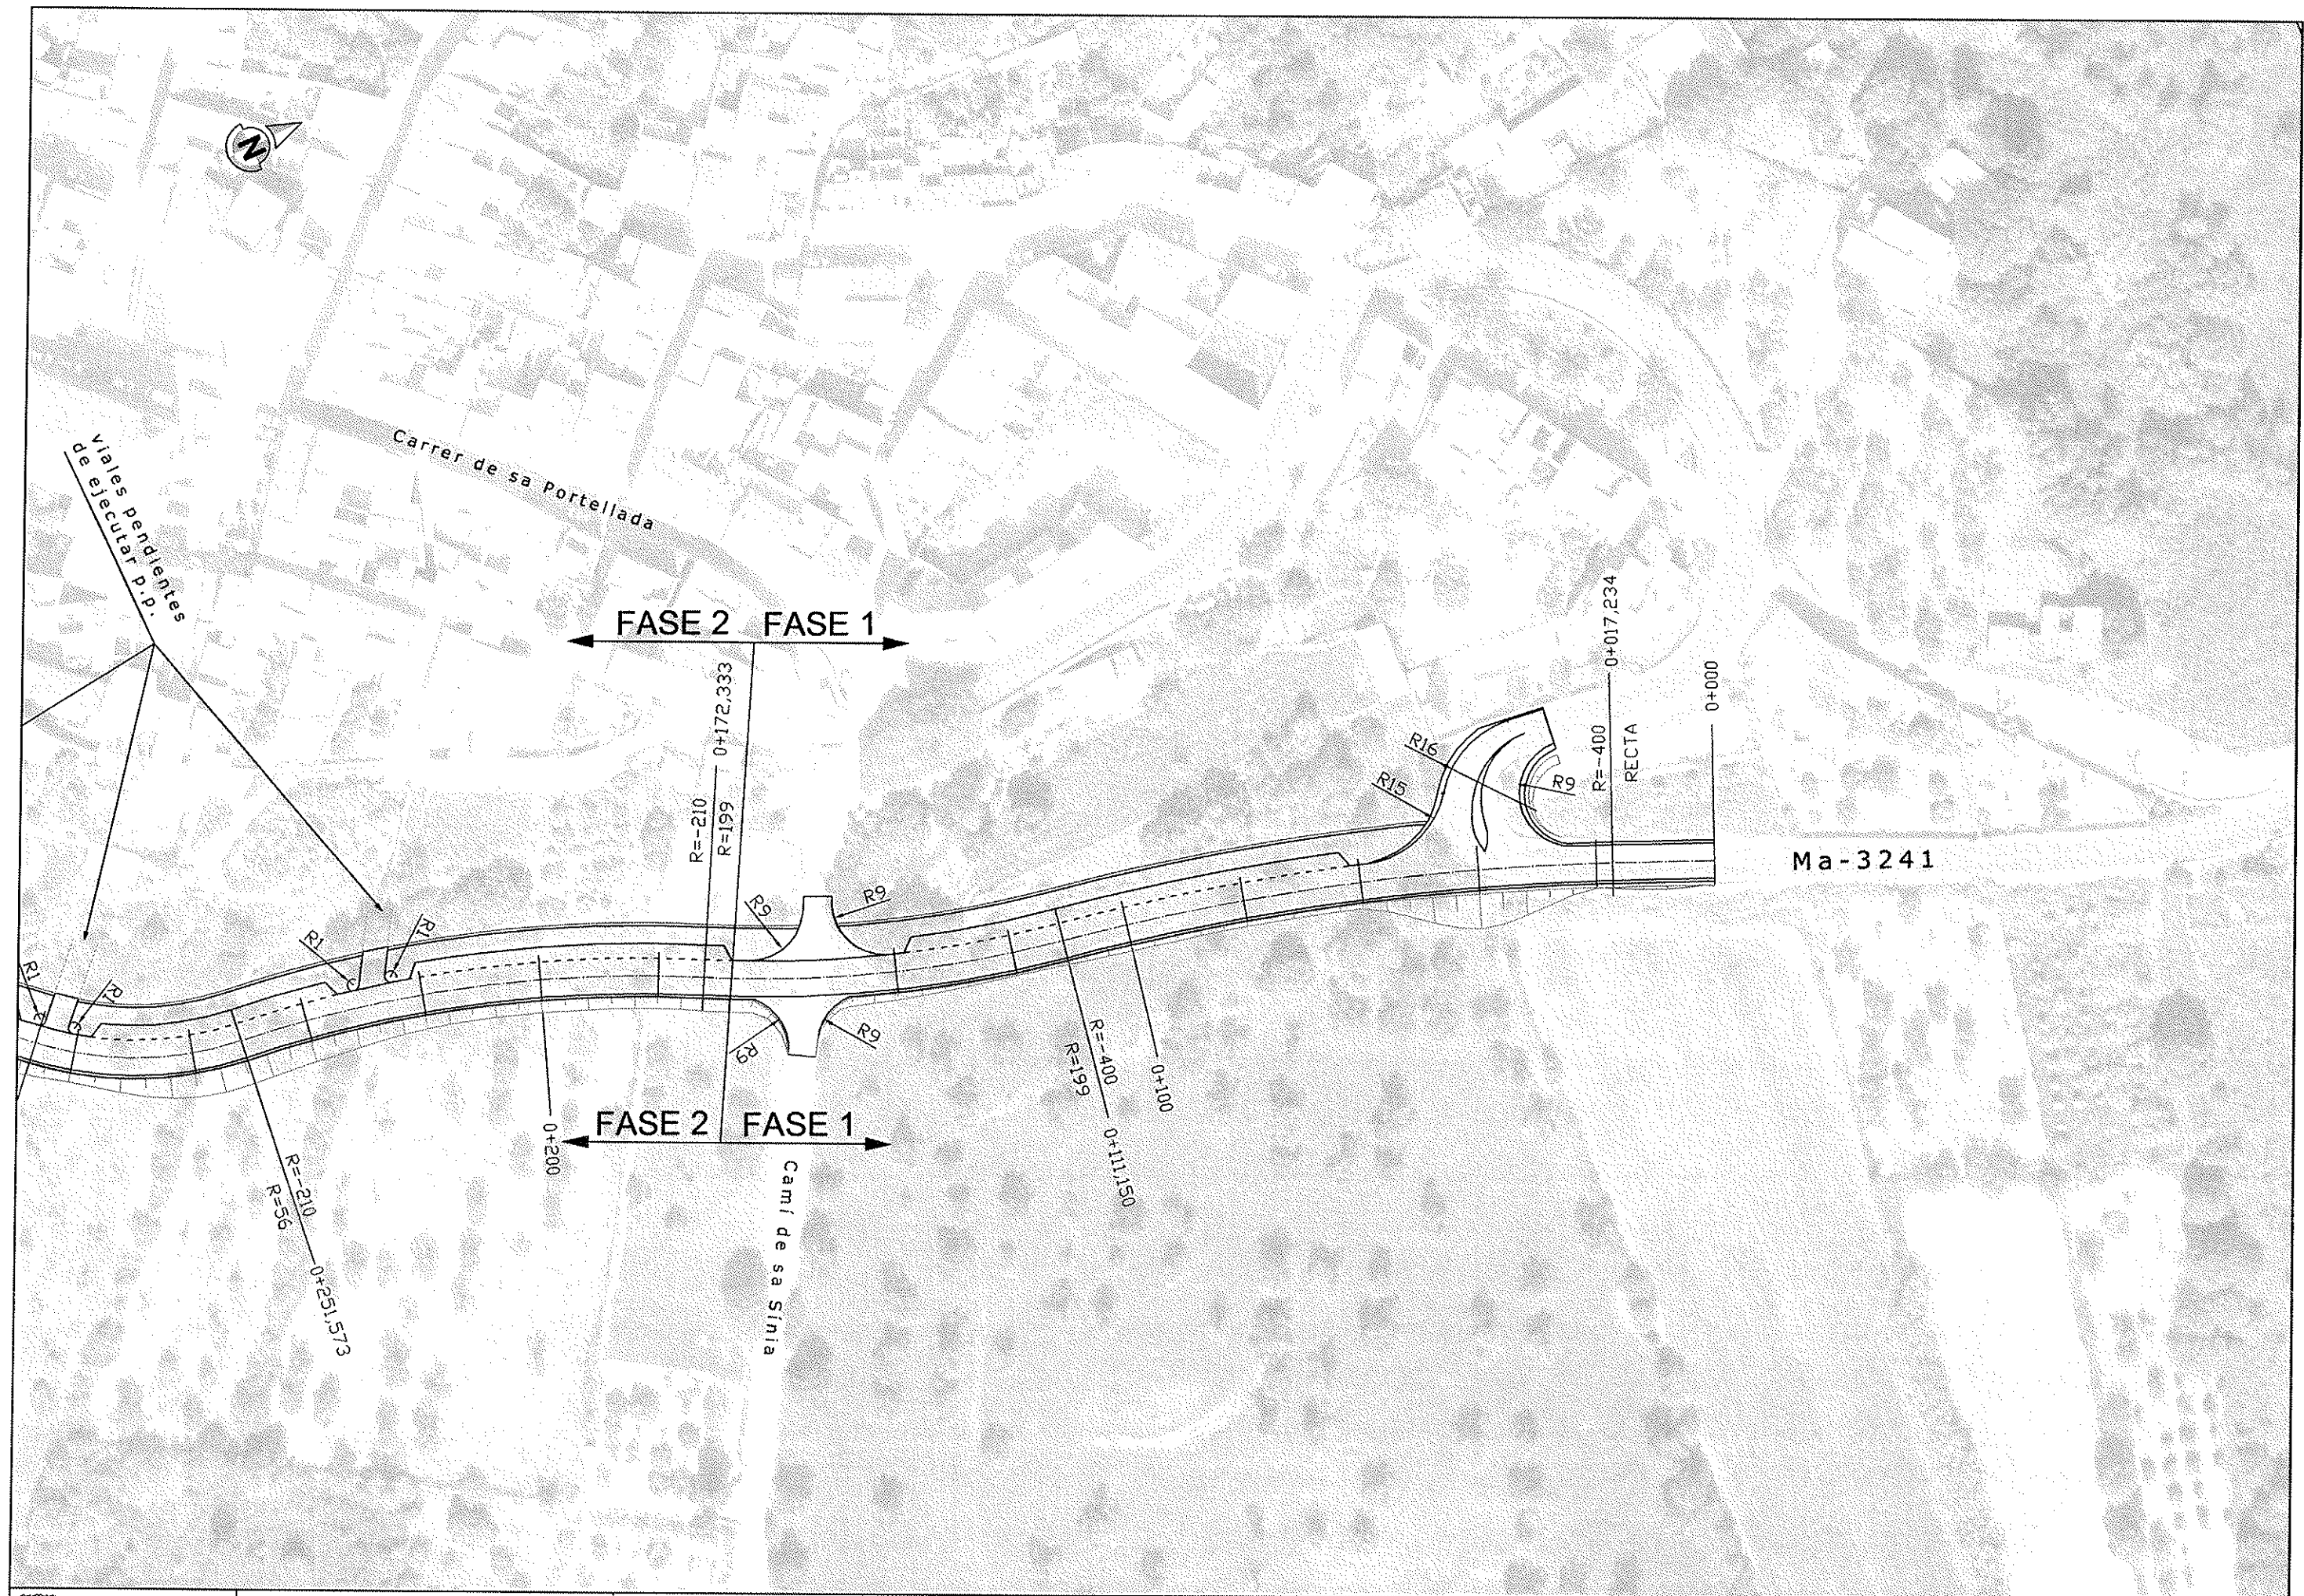 N
viales pendientes
de ejecutar p.p.
Carrer de sa Portellada
FASE 2
FASE 1
R=-210
0+172,333
R=199
R=-400
0+017,234
RECTA
0+000
R16
R15
R9
Ma-3241
R9
R9
R1
R1
R1
R1
R9
R9
R=-400
R=199
0+111,150
0+100
FASE 2
FASE 1
0+200
R=-210
R=56
0+251,573
Camí de sa Sínia